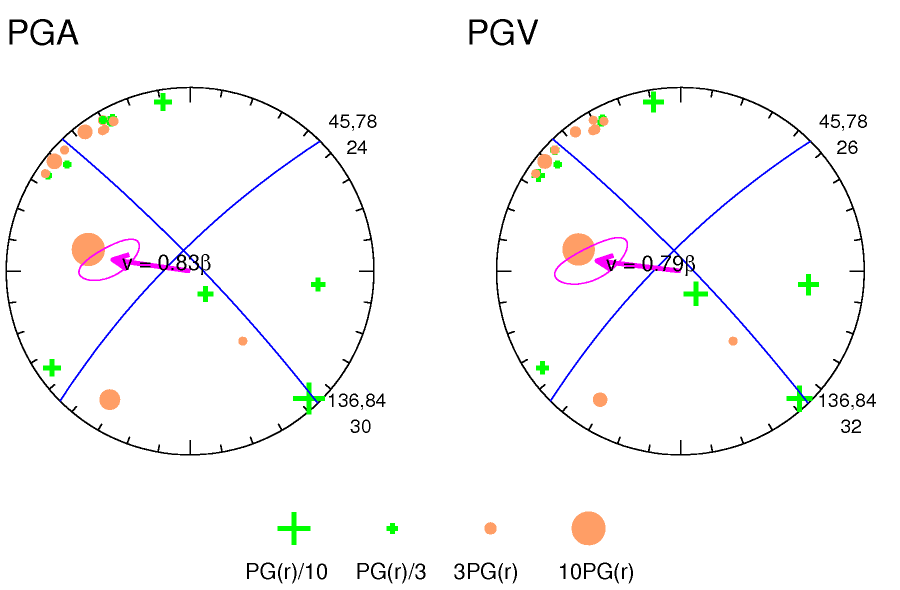 PGA
PGV
45,78
24
45,78
26
v = 0.83β
v = 0.79β
136,84
30
136,84
32
PG(r)/10
PG(r)/3
3PG(r)
10PG(r)